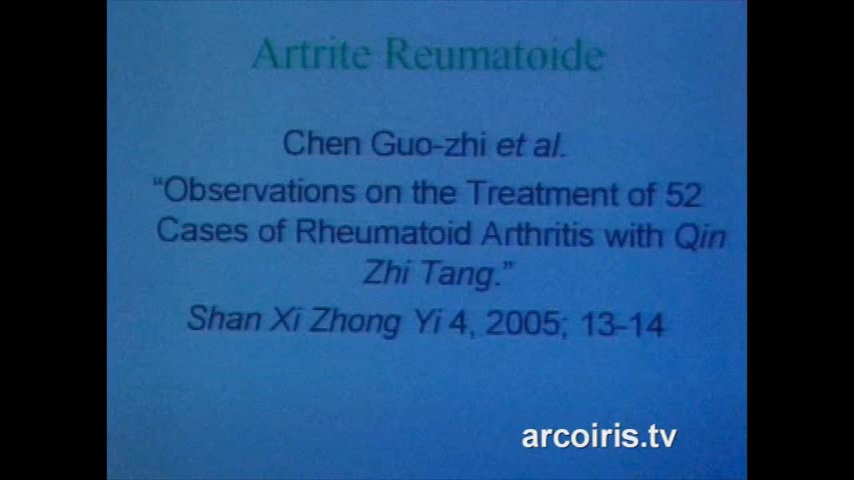 Artrite Reumatoide
Chen Guo-zhi et al.
“Observations on the Treatment of 52
Cases of Rheumatoid Arthritis with Qin
Zhi Tang.”
Shan Xi Zhong Yi 4, 2005; 13-14
arcoiris.tv